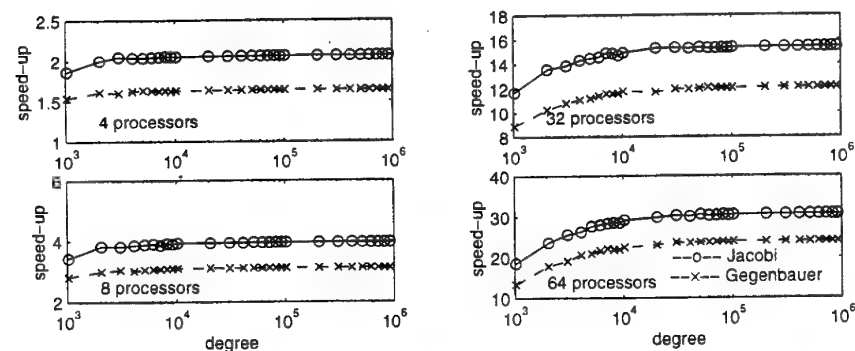 2.5
2
1.5
1
speed-up
4 processors
10^3
10^4
10^5
10^6
18
16
14
12
10
8
speed-up
32 processors
10^3
10^4
10^5
10^6
6
4
2
speed-up
8 processors
10^3
10^4
10^5
10^6
degree
40
30
20
10
speed-up
64 processors
Jacobi
Gegenbauer
10^3
10^4
10^5
10^6
degree